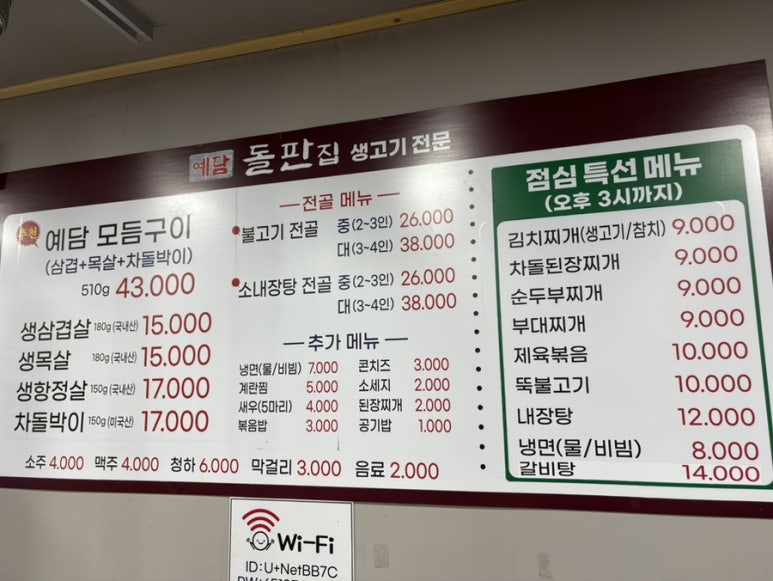 예담 돌판집 생고기 전문
추천 예담 모듬구이
(삼겹+목살+차돌박이)
510g 43.000
생삼겹살 180g (국내산) 15.000
생목살 180g (국내산) 15.000
생항정살 150g (국내산) 17.000
차돌박이 150g (미국산) 17.000
전골 메뉴
불고기 전골 중 (2~3인) 26.000
대 (3~4인) 38.000
소내장탕 전골 중 (2~3인) 26.000
대 (3~4인) 38.000
추가 메뉴
냉면(물/비빔) 7.000 콘치즈 3.000
계란찜 5.000 소세지 2.000
새우(5마리) 4.000 된장찌개 2.000
볶음밥 3.000 공기밥 1.000
소주 4.000 맥주 4.000 청하 6.000 막걸리 3.000 음료 2.000
점심 특선 메뉴
(오후 3시까지)
김치찌개(생고기/참치) 9.000
차돌된장찌개 9.000
순두부찌개 9.000
부대찌개 9.000
제육볶음 10.000
뚝불고기 10.000
내장탕 12.000
냉면(물/비빔) 8.000
갈비탕 14.000
Wi-Fi
ID:U+NetBB7C